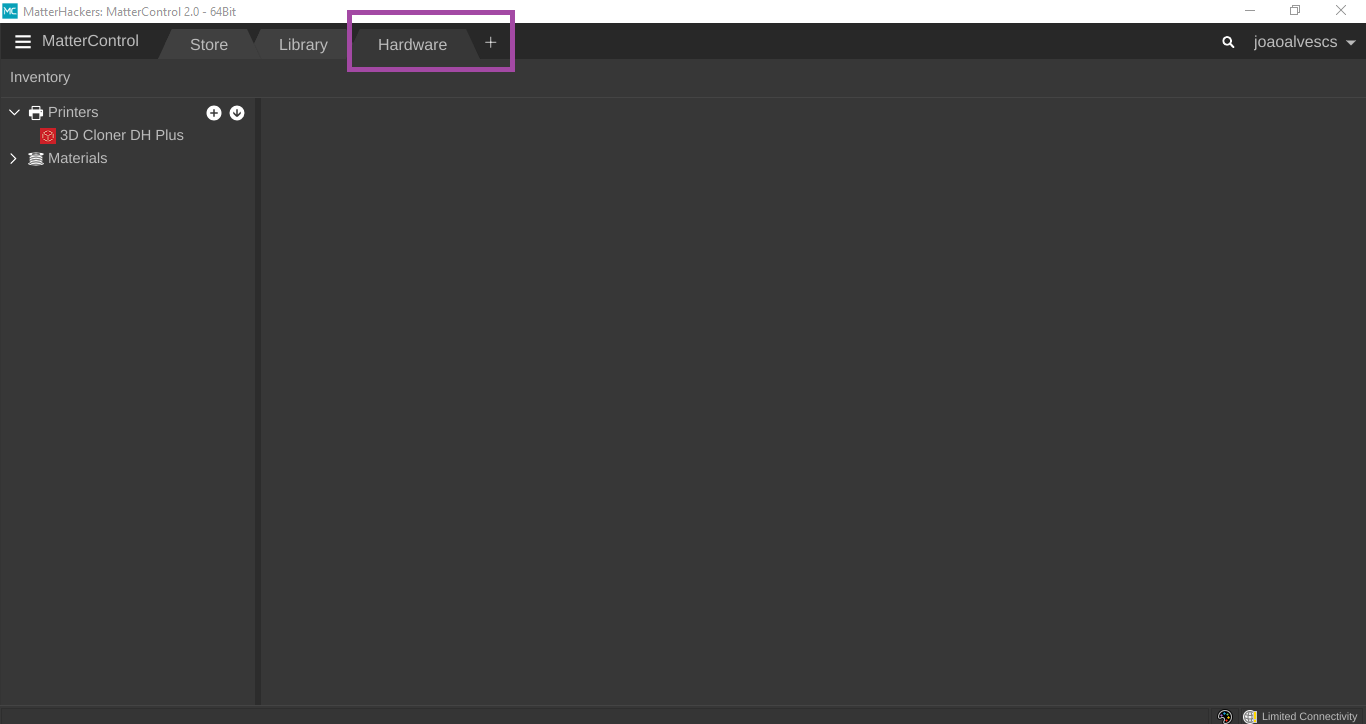 MC MatterHackers: MatterControl 2.0 - 64Bit
MatterControl Store Library Hardware + joaoalvescs
Inventory
Printers
3D Cloner DH Plus
Materials
Limited Connectivity